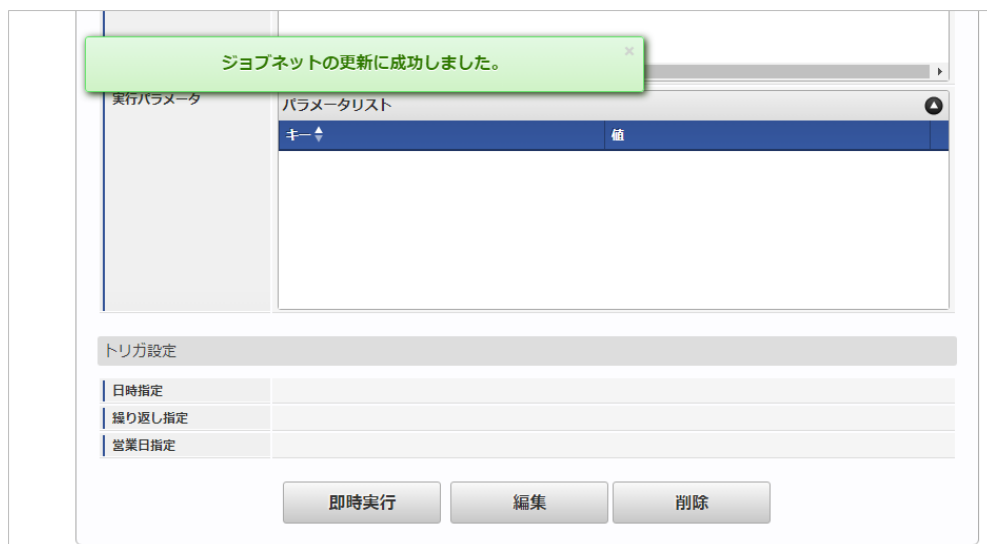 ジョブネットの更新に成功しました。
×
実行パラメータ
パラメータリスト
キー
値
トリガ設定
日時指定
繰り返し指定
営業日指定
即時実行
編集
削除